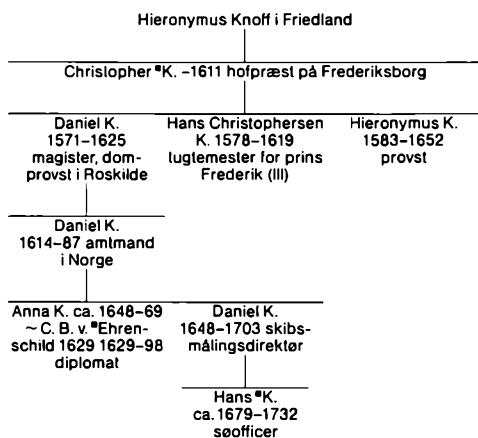 Hieronymus Knoff i Friedland
Christopher *K. –1611 hofpræst på Frederiksborg
Daniel K.
1571–1625
magister, dom-
provst i Roskilde
Hans Christophersen
K. 1578–1619
tugtemester for prins
Frederik (III)
Hieronymus K.
1583–1652
provst
Daniel K.
1614–87 amtmand
i Norge
Anna K. ca. 1648–69
~ C. B. v. *Ehren-
schild 1629 1629–98
diplomat
Daniel K.
1648–1703 skibs-
målingsdirektør
Hans *K.
ca. 1679–1732
søofficer